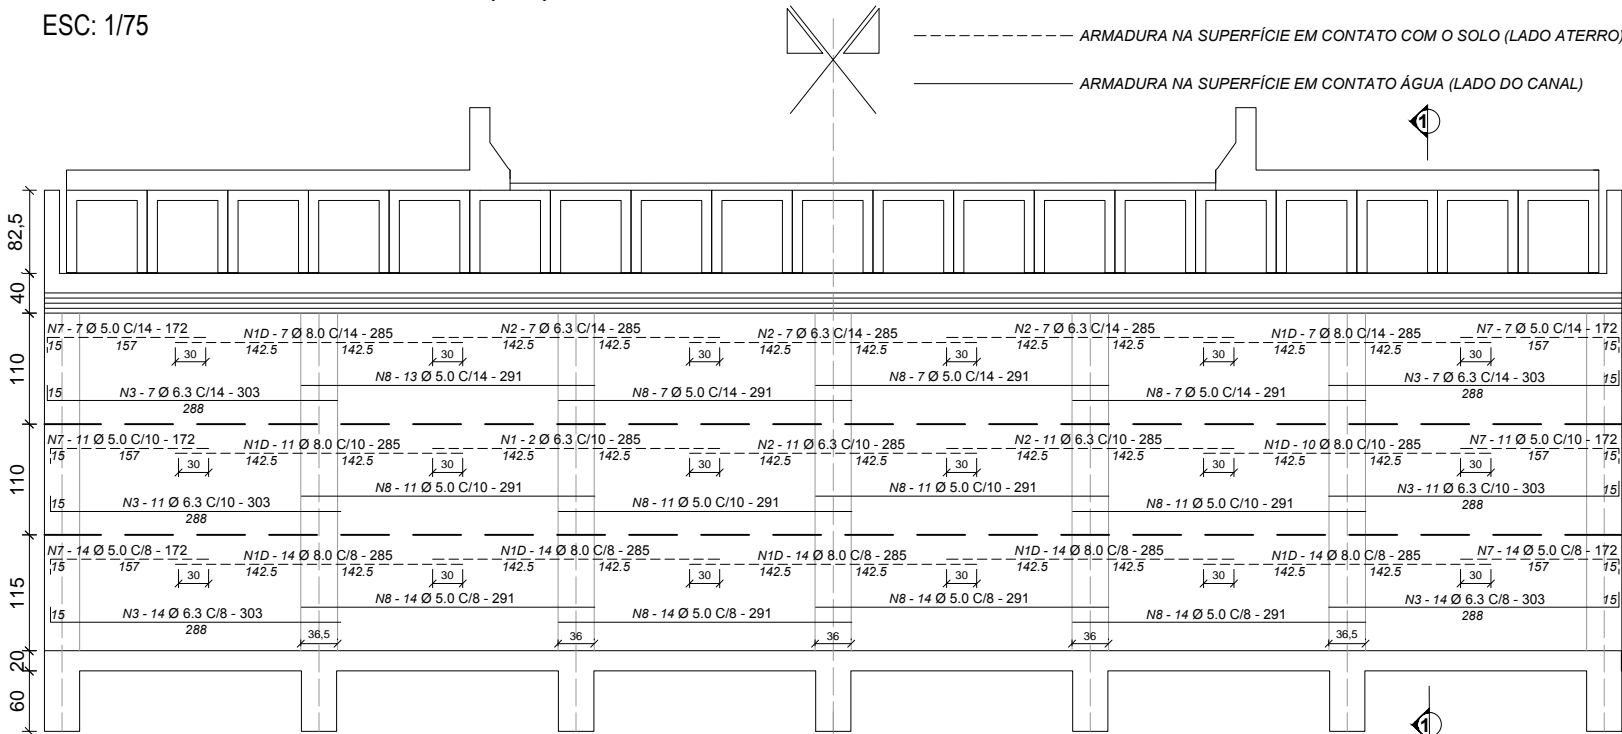 ESC: 1/75
ARMADURA NA SUPERFÍCIE EM CONTATO COM O SOLO (LADO ATERRO)
ARMADURA NA SUPERFÍCIE EM CONTATO ÁGUA (LADO DO CANAL)
1
82,5
40
110
N7 - 7 Ø 5.0 C/14 - 172 N1D - 7 Ø 8.0 C/14 - 285 N2 - 7 Ø 6.3 C/14 - 285 N2 - 7 Ø 6.3 C/14 - 285 N2 - 7 Ø 6.3 C/14 - 285 N1D - 7 Ø 8.0 C/14 - 285 N7 - 7 Ø 5.0 C/14 - 172
15 157 142.5 142.5 142.5 142.5 142.5 142.5 142.5 142.5 142.5 142.5 157 15
30 30 30 30 30 30
N8 - 13 Ø 5.0 C/14 - 291 N8 - 7 Ø 5.0 C/14 - 291 N3 - 7 Ø 6.3 C/14 - 303 15
15 N3 - 7 Ø 6.3 C/14 - 303 N8 - 7 Ø 5.0 C/14 - 291 N8 - 7 Ø 5.0 C/14 - 291 288
288
110
N7 - 11 Ø 5.0 C/10 - 172 N1D - 11 Ø 8.0 C/10 - 285 N1 - 2 Ø 6.3 C/10 - 285 N2 - 11 Ø 6.3 C/10 - 285 N2 - 11 Ø 6.3 C/10 - 285 N1D - 10 Ø 8.0 C/10 - 285 N7 - 11 Ø 5.0 C/10 - 172
15 157 142.5 142.5 142.5 142.5 142.5 142.5 142.5 142.5 142.5 142.5 157 15
30 30 30 30 30 30
N8 - 11 Ø 5.0 C/10 - 291 N8 - 11 Ø 5.0 C/10 - 291 N3 - 11 Ø 6.3 C/10 - 303 15
15 N3 - 11 Ø 6.3 C/10 - 303 N8 - 11 Ø 5.0 C/10 - 291 N8 - 11 Ø 5.0 C/10 - 291 288
288
115
N7 - 14 Ø 5.0 C/8 - 172 N1D - 14 Ø 8.0 C/8 - 285 N1D - 14 Ø 8.0 C/8 - 285 N1D - 14 Ø 8.0 C/8 - 285 N1D - 14 Ø 8.0 C/8 - 285 N1D - 14 Ø 8.0 C/8 - 285 N7 - 14 Ø 5.0 C/8 - 172
15 157 142.5 142.5 142.5 142.5 142.5 142.5 142.5 142.5 142.5 142.5 157 15
30 30 30 30 30 30
N8 - 14 Ø 5.0 C/8 - 291 N8 - 14 Ø 5.0 C/8 - 291 N3 - 14 Ø 6.3 C/8 - 303 15
15 N3 - 14 Ø 6.3 C/8 - 303 N8 - 14 Ø 5.0 C/8 - 291 N8 - 14 Ø 5.0 C/8 - 291 288
288
36,5 36 36 36 36,5
20
60
1